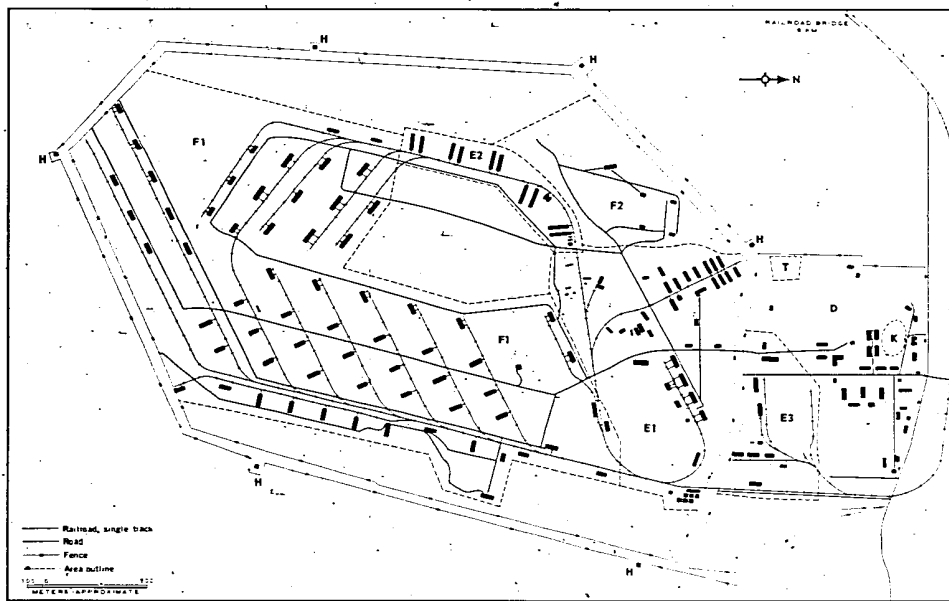 RAILROAD BRIDGE
H
H
N
F1
E2
H
F2
H
T
D
K
F1
E1
E3
H
H
Railroad, single track
Road
Fence
Area outline
METERS-APPROXIMATE